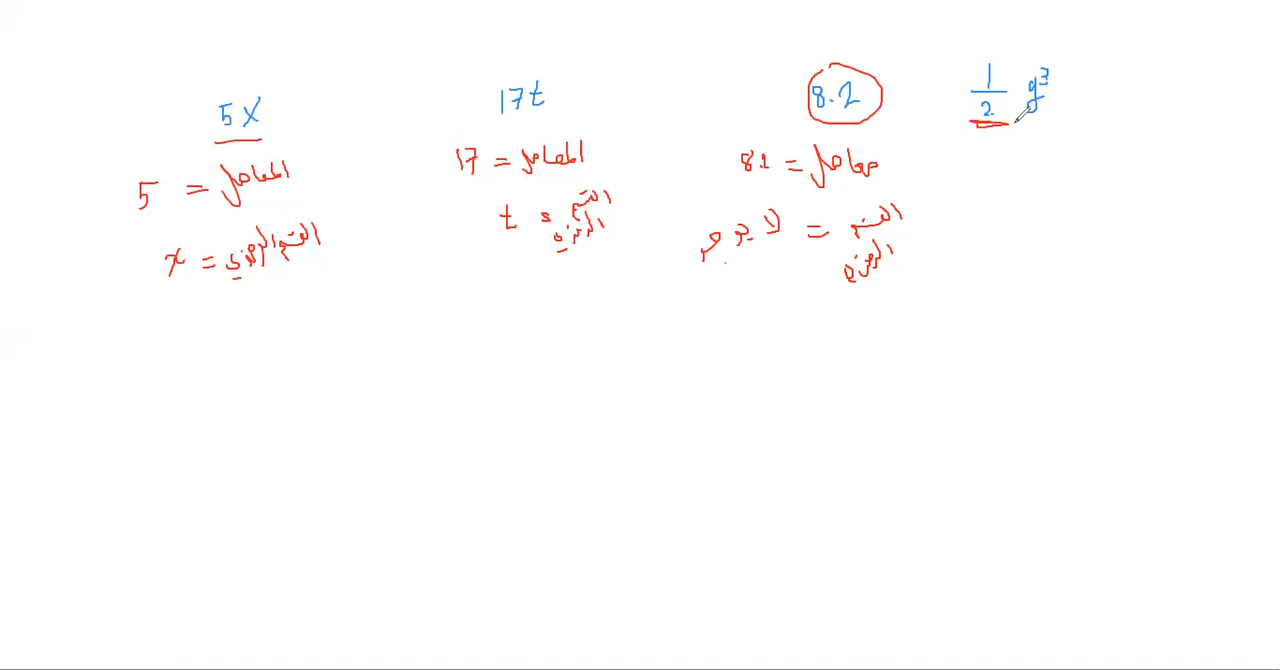 5x
المعامل = 5
القسم الرمزي = x
17t
المعامل = 17
القسم الرمزي = t
8.2
معامل = 8.2
القسم الرمزي = لا يوجد
1/2 g³